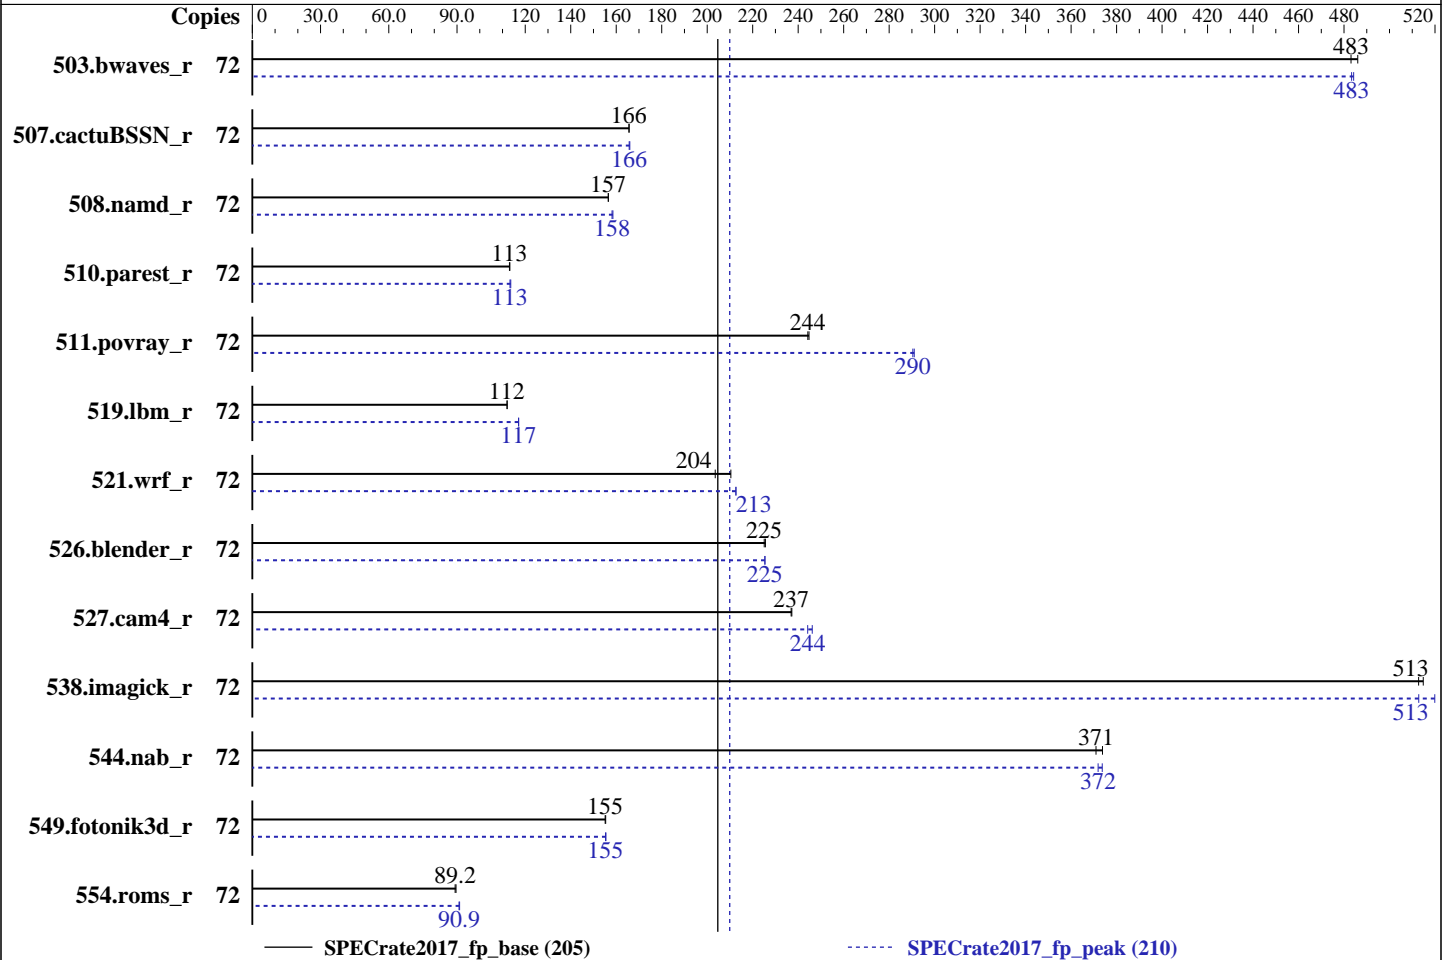 Copies 0 30.0 60.0 90.0 120 140 160 180 200 220 240 260 280 300 320 340 360 380 400 420 440 460 480 520
483
503.bwaves_r 72
483
166
507.cactuBSSN_r 72
166
157
508.namd_r 72
158
113
510.parest_r 72
113
244
511.povray_r 72
290
112
519.lbm_r 72
117
204
521.wrf_r 72
213
225
526.blender_r 72
225
237
527.cam4_r 72
244
513
538.imagick_r 72
513
371
544.nab_r 72
372
155
549.fotonik3d_r 72
155
89.2
554.roms_r 72
90.9
SPECrate2017_fp_base (205) SPECrate2017_fp_peak (210)